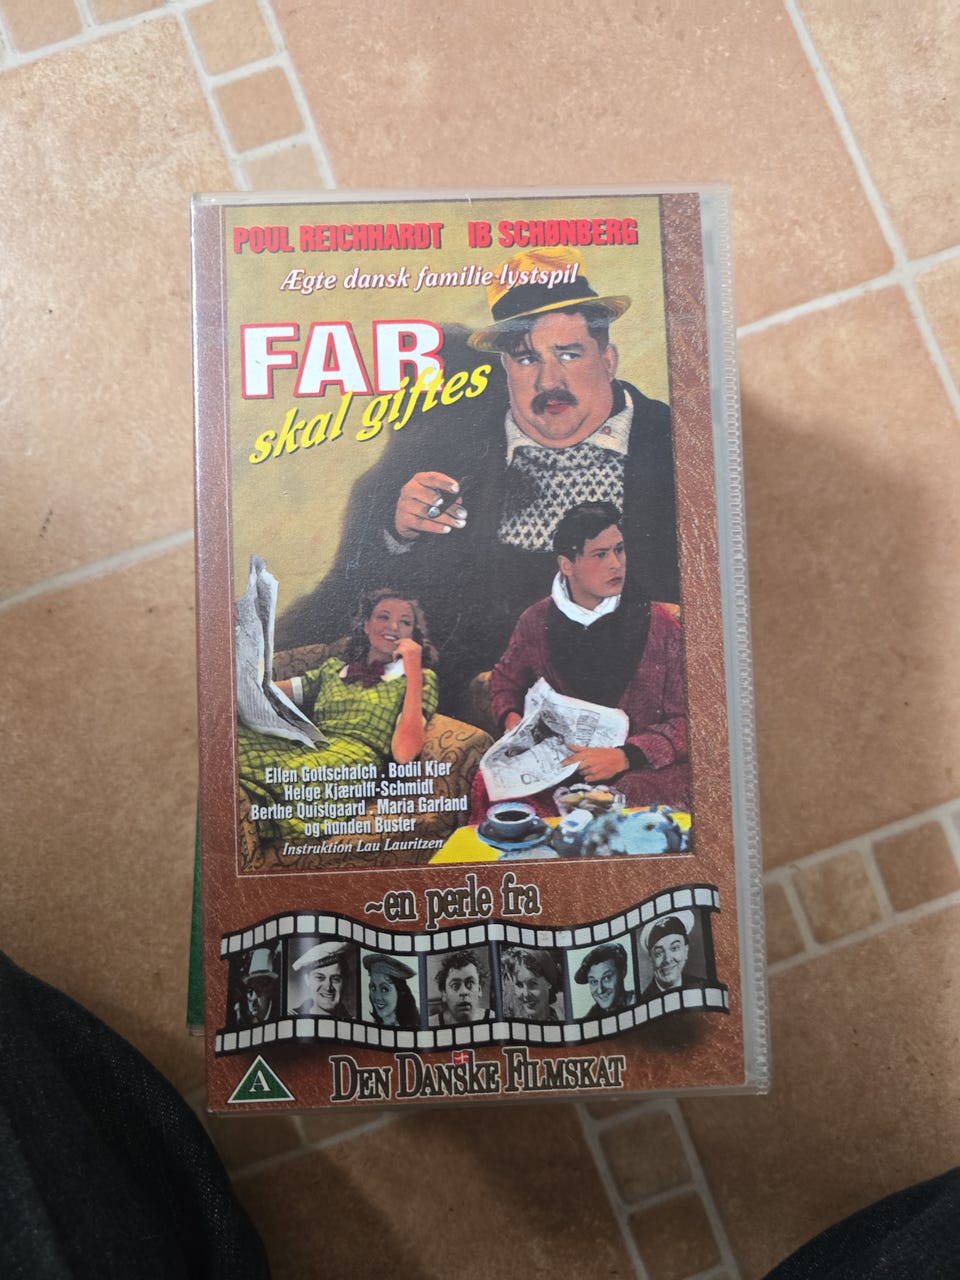 POUL REICHHARDT IB SCHØNBERG
Ægte dansk familie-lystspil
FAR
skal giftes
Ellen Gottschalch . Bodil Kjer
Helge Kjærulff-Schmidt
Berthe Quistgaard . Maria Garland
og hunden Buster
Instruktion Lau Lauritzen
~en perle fra
A
DEN DANSKE FILMSKAT